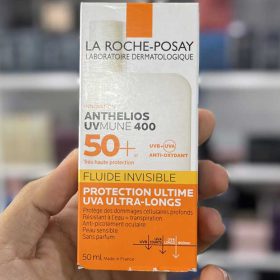 LA ROCHE-POSAY
LABORATOIRE DERMATOLOGIQUE
INNOVATION
ANTHELIOS
UVMUNE 400
50+
Très haute protection
UVB+UVA
+
ANTI-OXYDANT
FLUIDE INVISIBLE
PROTECTION ULTIME
UVA ULTRA-LONGS
Protège des dommages cellulaires profonds
Résistant à l'eau + transpiration
Anti-picotement oculaire
Peau sensible
Sans parfum
50 ml Made in France